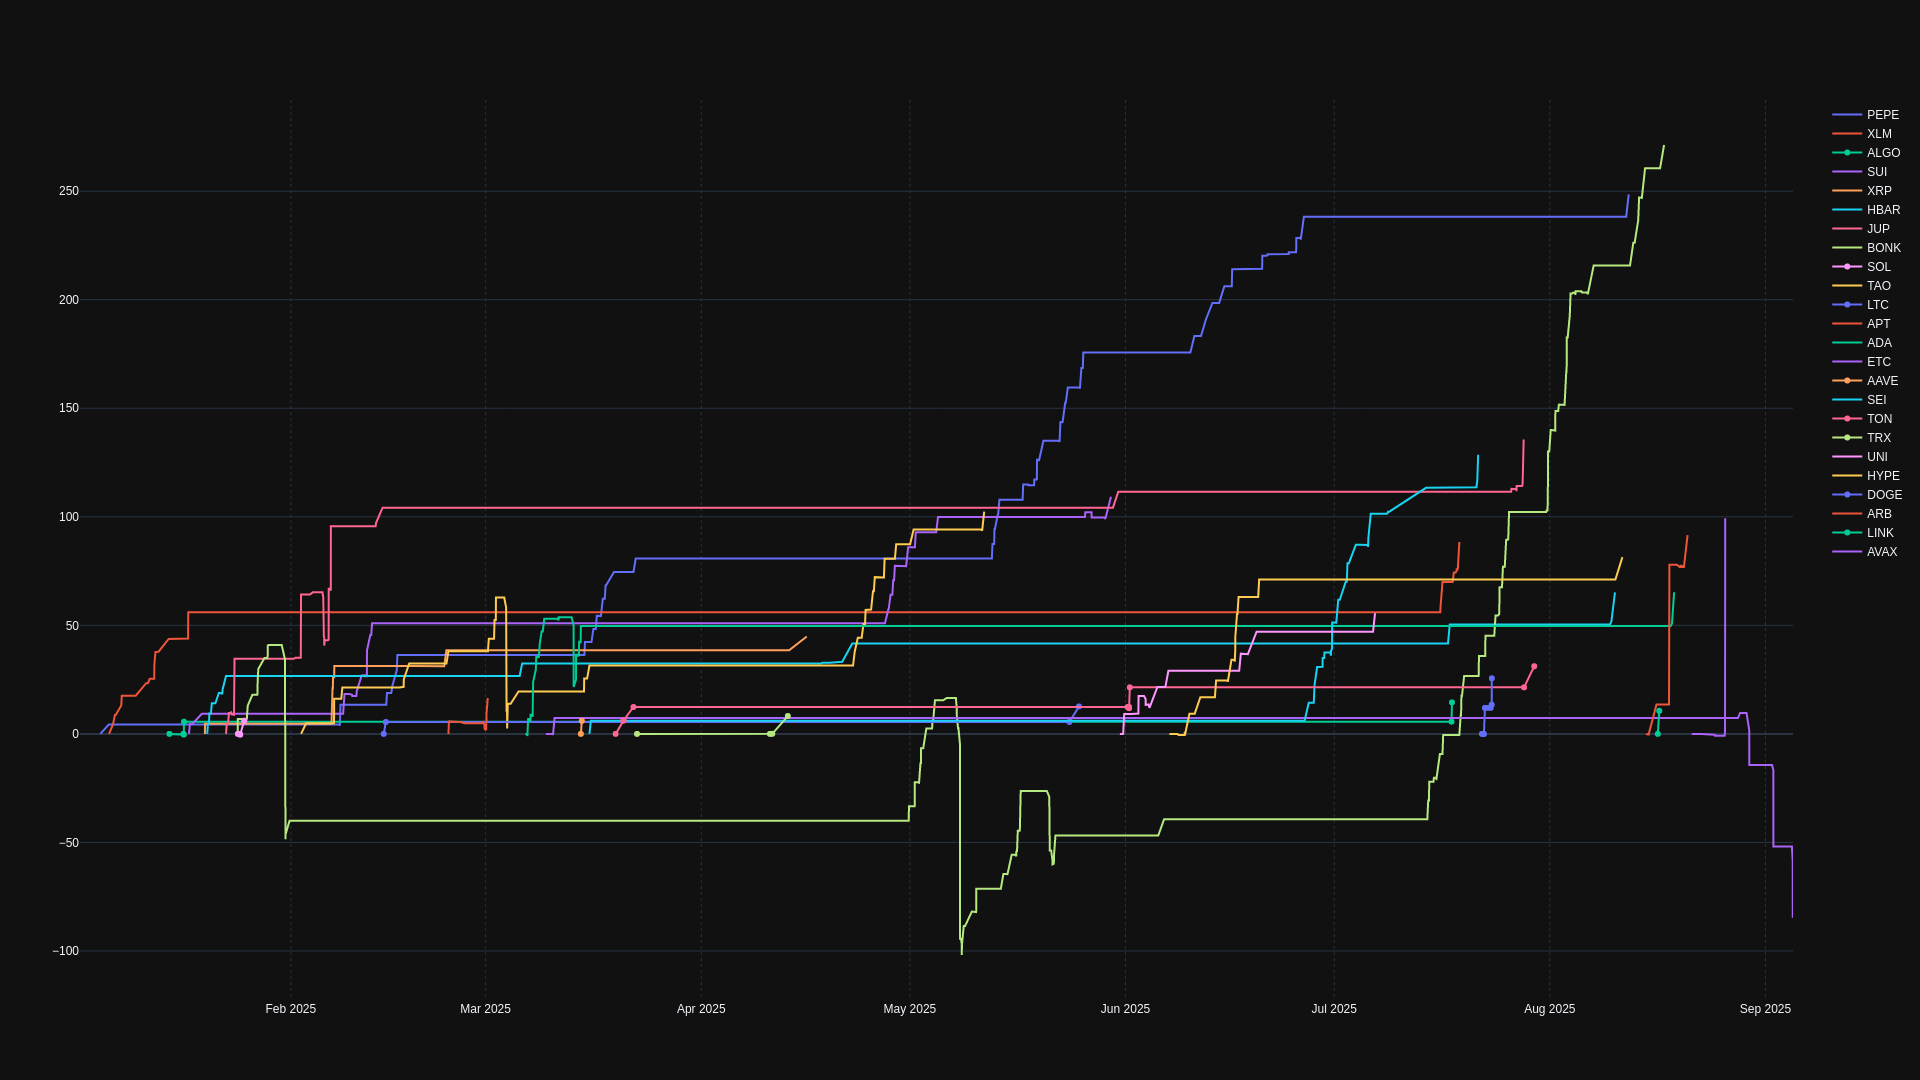 PEPE
XLM
ALGO
SUI
XRP
HBAR
JUP
BONK
SOL
TAO
LTC
APT
ADA
ETC
AAVE
SEI
TON
TRX
UNI
HYPE
DOGE
ARB
LINK
AVAX
250
200
150
100
50
0
−50
−100
Feb 2025 Mar 2025 Apr 2025 May 2025 Jun 2025 Jul 2025 Aug 2025 Sep 2025